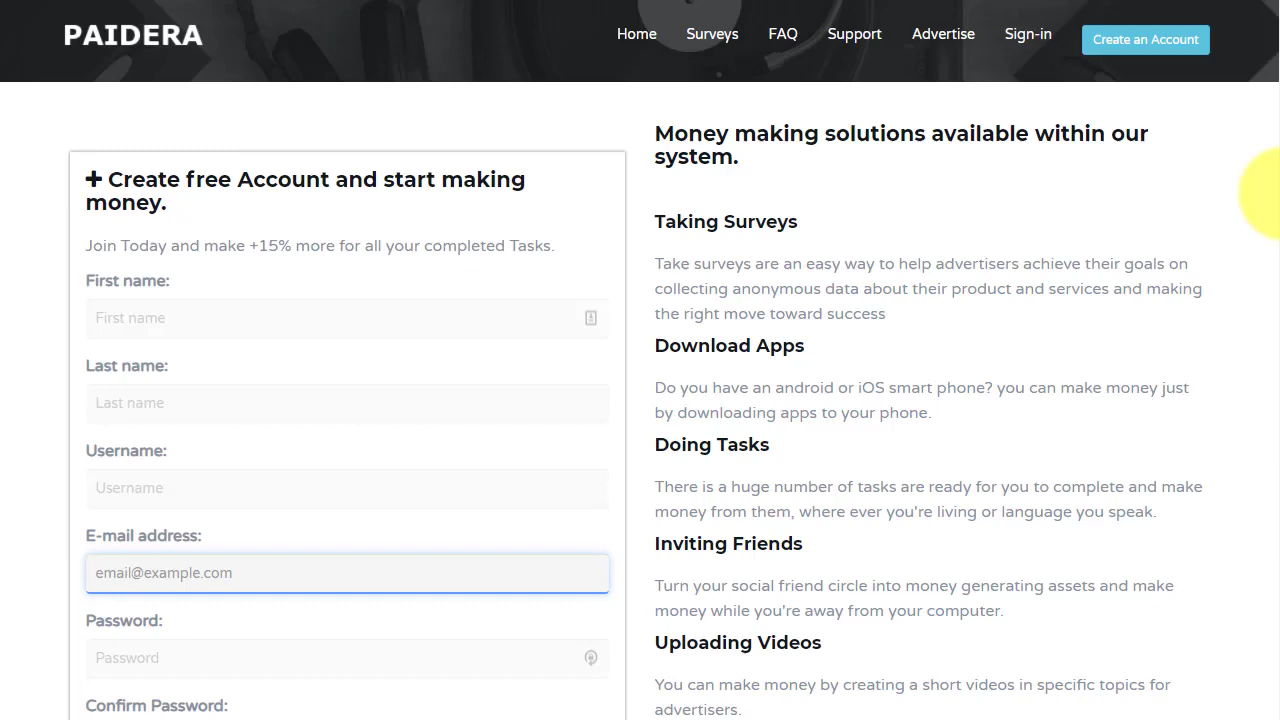 PAIDERA
Home Surveys FAQ Support Advertise Sign-in Create an Account
Create free Account and start making
money.
Join Today and make +15% more for all your completed Tasks.
First name:
First name
Last name:
Last name
Username:
Username
E-mail address:
email@example.com
Password:
Password
Confirm Password:
Money making solutions available within our
system.
Taking Surveys
Take surveys are an easy way to help advertisers achieve their goals on
collecting anonymous data about their product and services and making
the right move toward success
Download Apps
Do you have an android or iOS smart phone? you can make money just
by downloading apps to your phone.
Doing Tasks
There is a huge number of tasks are ready for you to complete and make
money from them, where ever you're living or language you speak.
Inviting Friends
Turn your social friend circle into money generating assets and make
money while you're away from your computer.
Uploading Videos
You can make money by creating a short videos in specific topics for
advertisers.